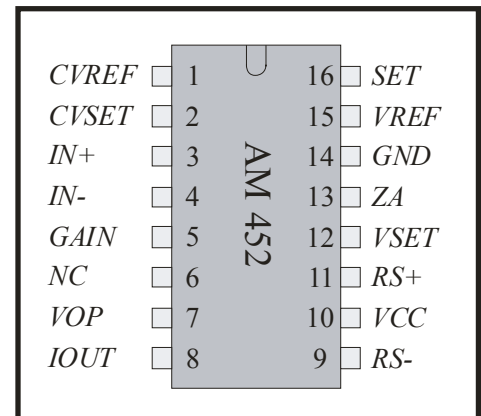 CVREF 1 16 SET
CVSET 2 15 VREF
IN+ 3 14 GND
IN- 4 13 ZA
GAIN 5 12 VSET
NC 6 11 RS+
VOP 7 10 VCC
IOUT 8 9 RS-
AM 452